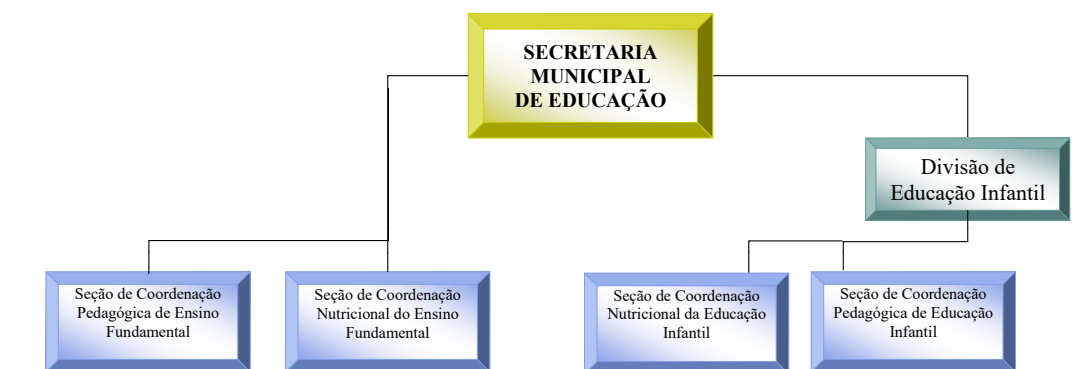 SECRETARIA
MUNICIPAL
DE EDUCAÇÃO
Divisão de
Educação Infantil
Seção de Coordenação
Pedagógica de Ensino
Fundamental
Seção de Coordenação
Nutricional do Ensino
Fundamental
Seção de Coordenação
Nutricional da Educação
Infantil
Seção de Coordenação
Pedagógica de Educação
Infantil